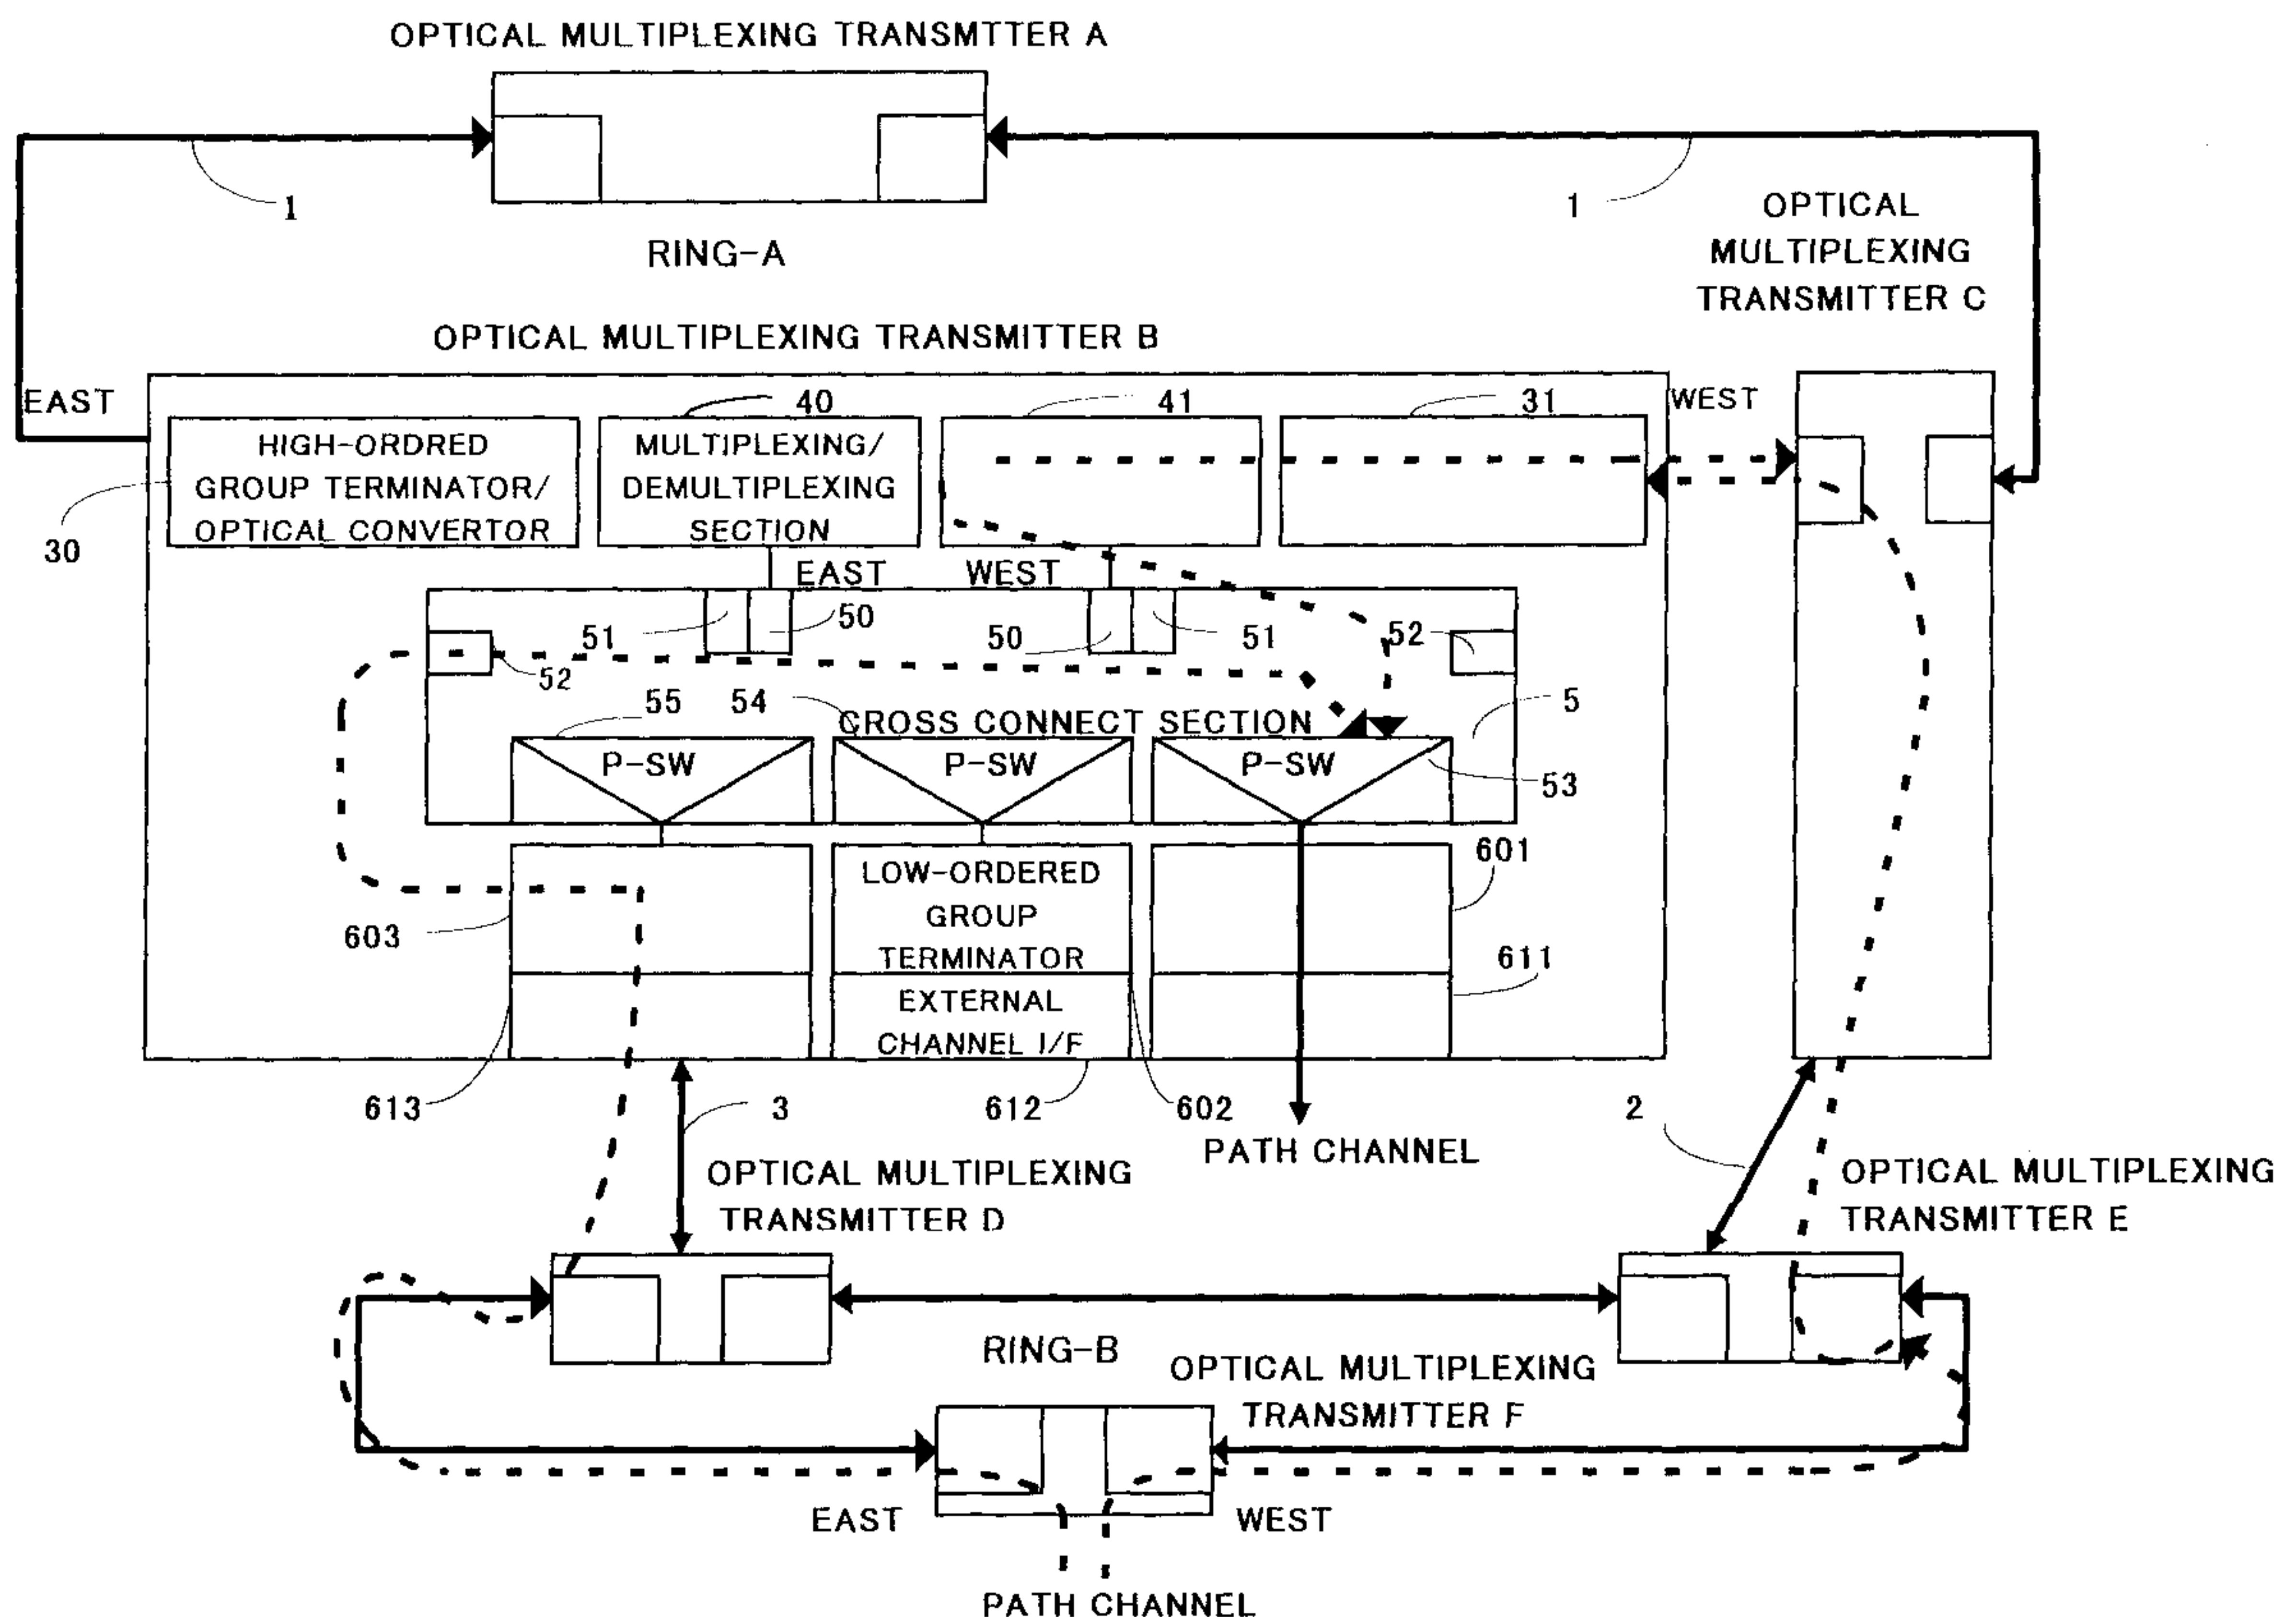 OPTICAL MULTIPLEXING TRANSMTTER A
1
1
RING-A
OPTICAL
MULTIPLEXING
TRANSMITTER C
OPTICAL MULTIPLEXING TRANSMITTER B
EAST
WEST
40
41
31
HIGH-ORDRED
GROUP TERMINATOR/
OPTICAL CONVERTOR
MULTIPLEXING/
DEMULTIPLEXING
SECTION
30
EAST
WEST
51
50
50
51
52
52
55
54
5
CROSS CONNECT SECTION
P-SW
P-SW
P-SW
53
601
LOW-ORDERED
GROUP
TERMINATOR
603
611
EXTERNAL
CHANNEL I/F
613
3
612
602
2
PATH CHANNEL
OPTICAL MULTIPLEXING
TRANSMITTER D
OPTICAL MULTIPLEXING
TRANSMITTER E
RING-B
OPTICAL MULTIPLEXING
TRANSMITTER F
EAST
WEST
PATH CHANNEL